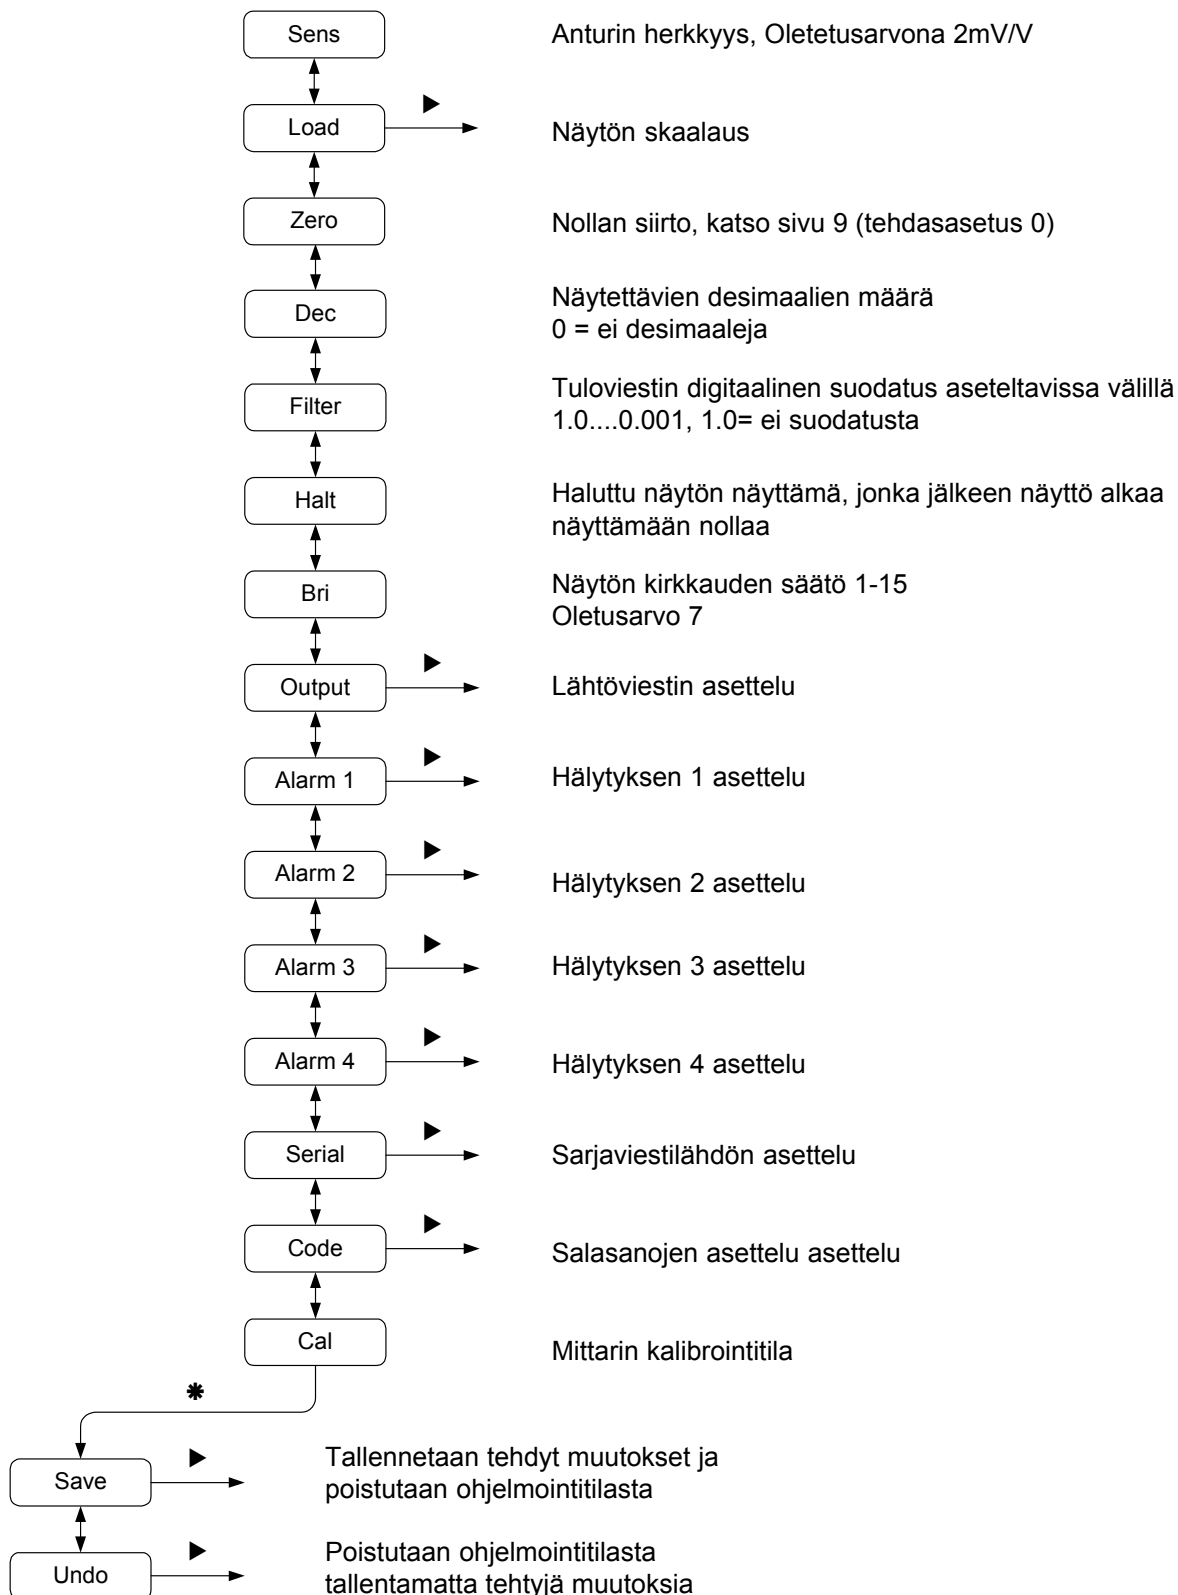 Sens
Anturin herkkyys, Oletetusarvona 2mV/V
Load
Näytön skaalaus
Zero
Nollan siirto, katso sivu 9 (tehdasasetus 0)
Dec
Näytettävien desimaalien määrä
0 = ei desimaaleja
Filter
Tuloviestin digitaalinen suodatus aseteltavissa välillä
1.0....0.001, 1.0= ei suodatusta
Halt
Haluttu näytön näyttämä, jonka jälkeen näyttö alkaa
näyttämään nollaa
Bri
Näytön kirkkauden säätö 1-15
Oletusarvo 7
Output
Lähtöviestin asettelu
Alarm 1
Hälytyksen 1 asettelu
Alarm 2
Hälytyksen 2 asettelu
Alarm 3
Hälytyksen 3 asettelu
Alarm 4
Hälytyksen 4 asettelu
Serial
Sarjaviestilähdön asettelu
Code
Salasanojen asettelu asettelu
Cal
Mittarin kalibrointitila
Save
Tallennetaan tehdyt muutokset ja
poistutaan ohjelmointitilasta
Undo
Poistutaan ohjelmointitilasta
tallentamatta tehtyjä muutoksia